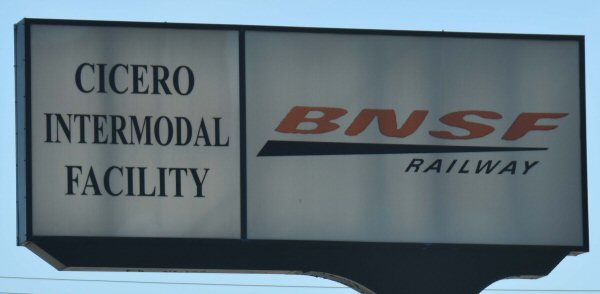 CICERO
INTERMODAL
FACILITY
BNSF
RAILWAY